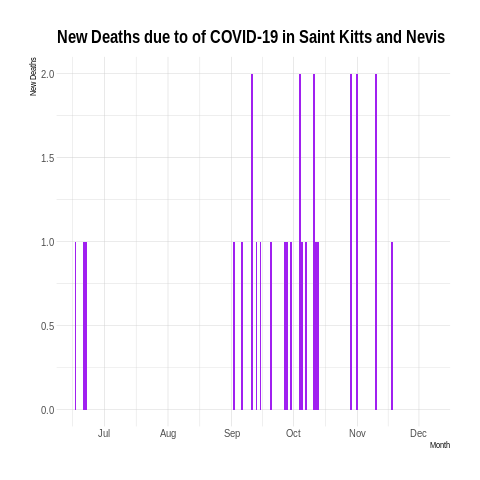 New Deaths due to of COVID-19 in Saint Kitts and Nevis
New Deaths
2.0
1.5
1.0
0.5
0.0
Jul Aug Sep Oct Nov Dec
Month